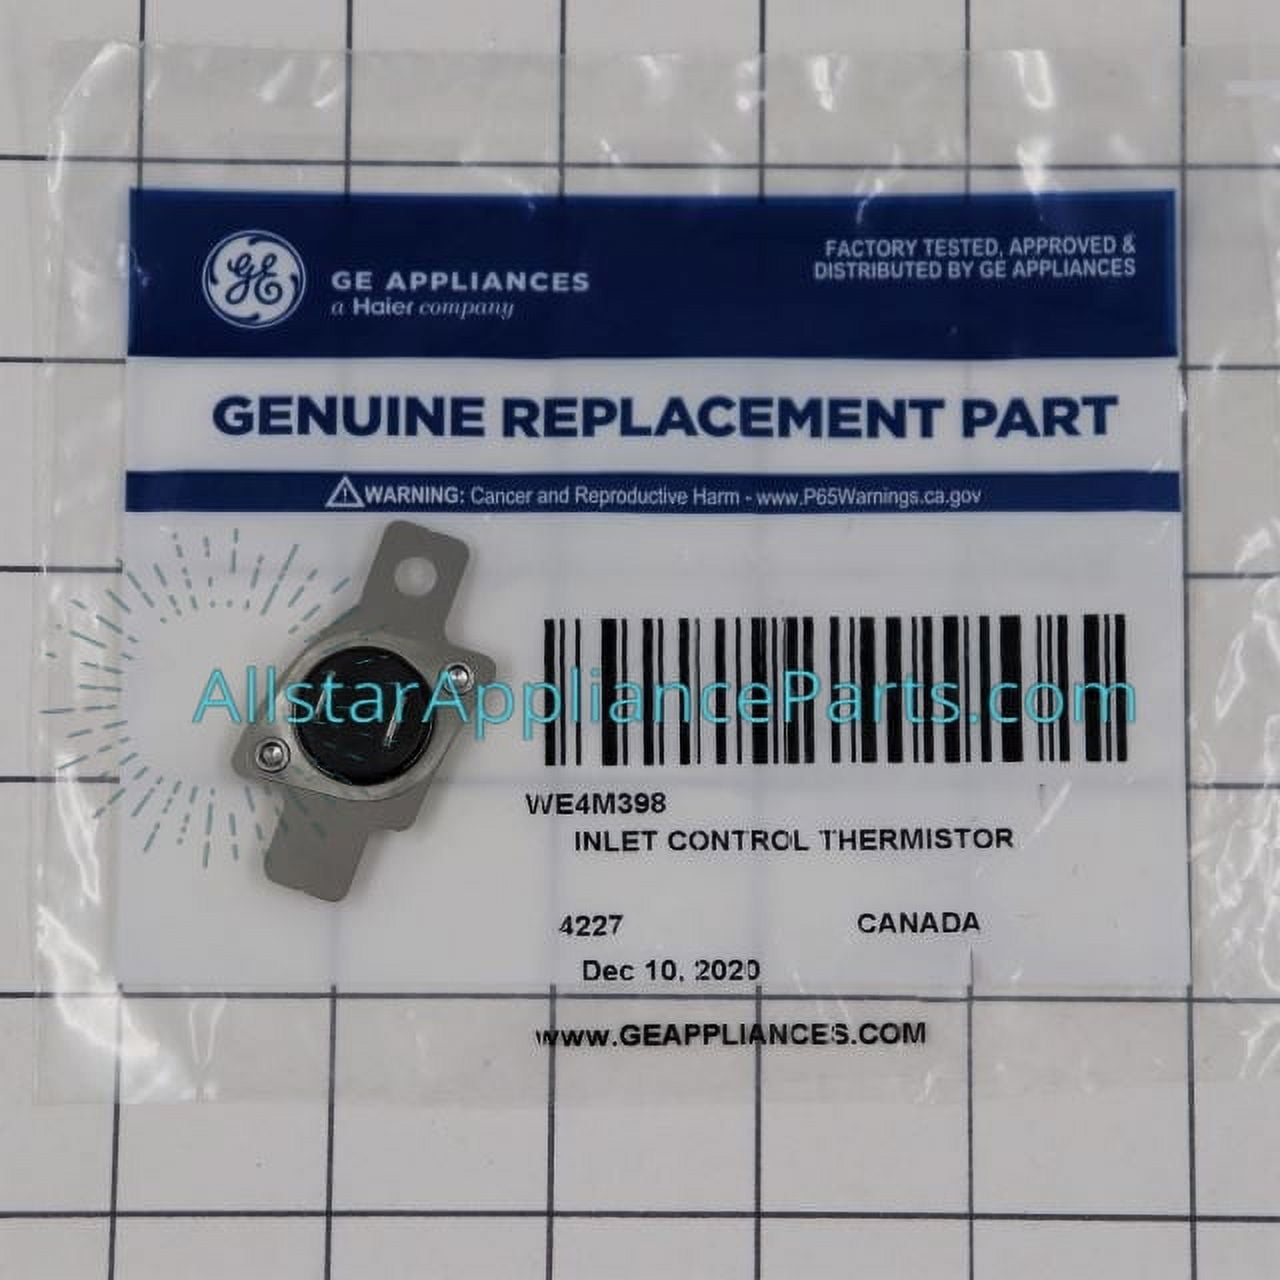 GE
GE APPLIANCES
a Haier company
FACTORY TESTED, APPROVED &
DISTRIBUTED BY GE APPLIANCES
GENUINE REPLACEMENT PART
WARNING: Cancer and Reproductive Harm - www.P65Warnings.ca.gov
AllstarApplianceParts.com
WE4M398
INLET CONTROL THERMISTOR
4227 CANADA
Dec 10, 2020
www.GEAPPLIANCES.COM